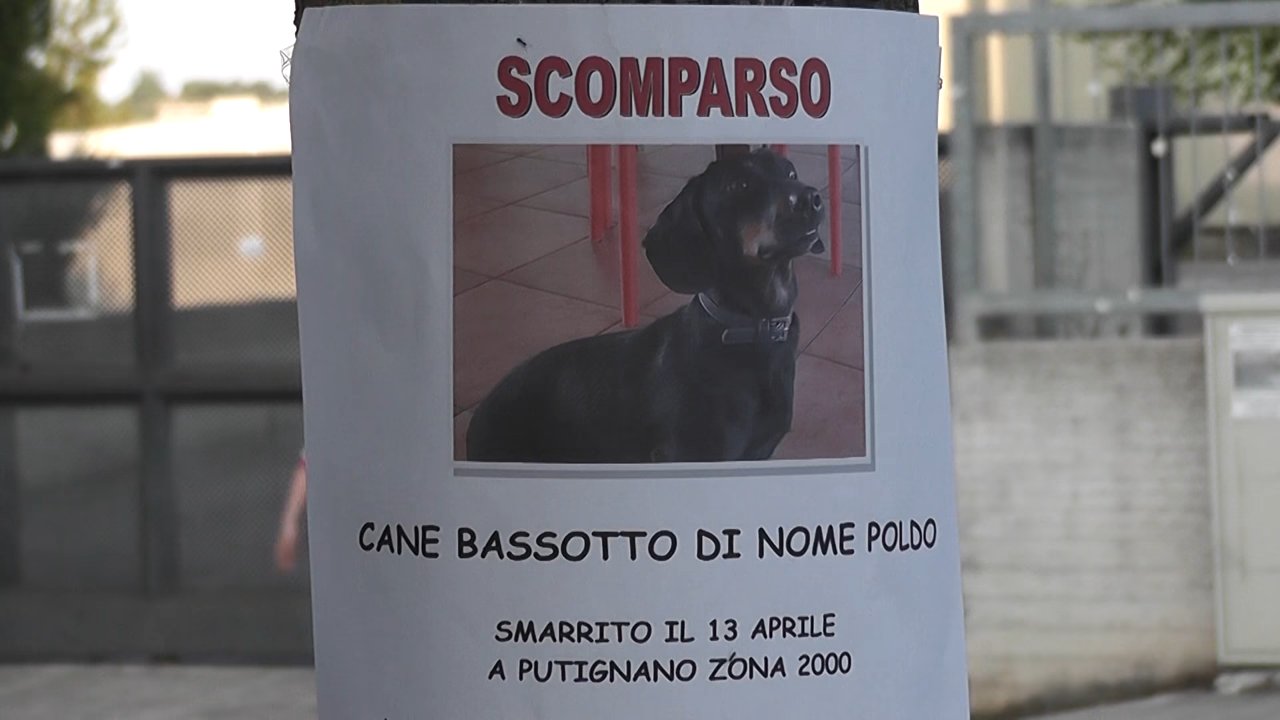 SCOMPARSO
CANE BASSOTTO DI NOME POLDO
SMARRITO IL 13 APRILE
A PUTIGNANO ZONA 2000